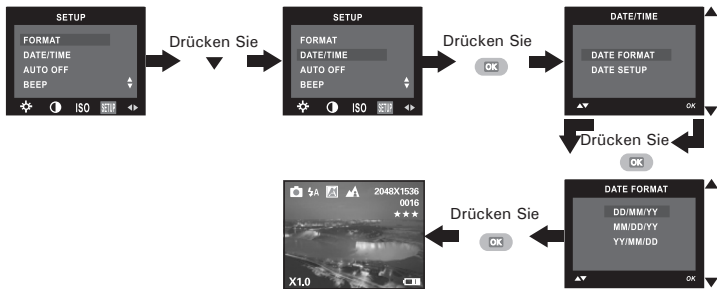 SETUP
FORMAT
DATE/TIME
AUTO OFF
BEEP
ISO SETUP
Drücken Sie
SETUP
FORMAT
DATE/TIME
AUTO OFF
BEEP
ISO SETUP
Drücken Sie
OK
DATE/TIME
DATE FORMAT
DATE SETUP
OK
Drücken Sie
OK
DATE FORMAT
DD/MM/YY
MM/DD/YY
YY/MM/DD
OK
Drücken Sie
OK
A 2048X1536
0016
X1.0